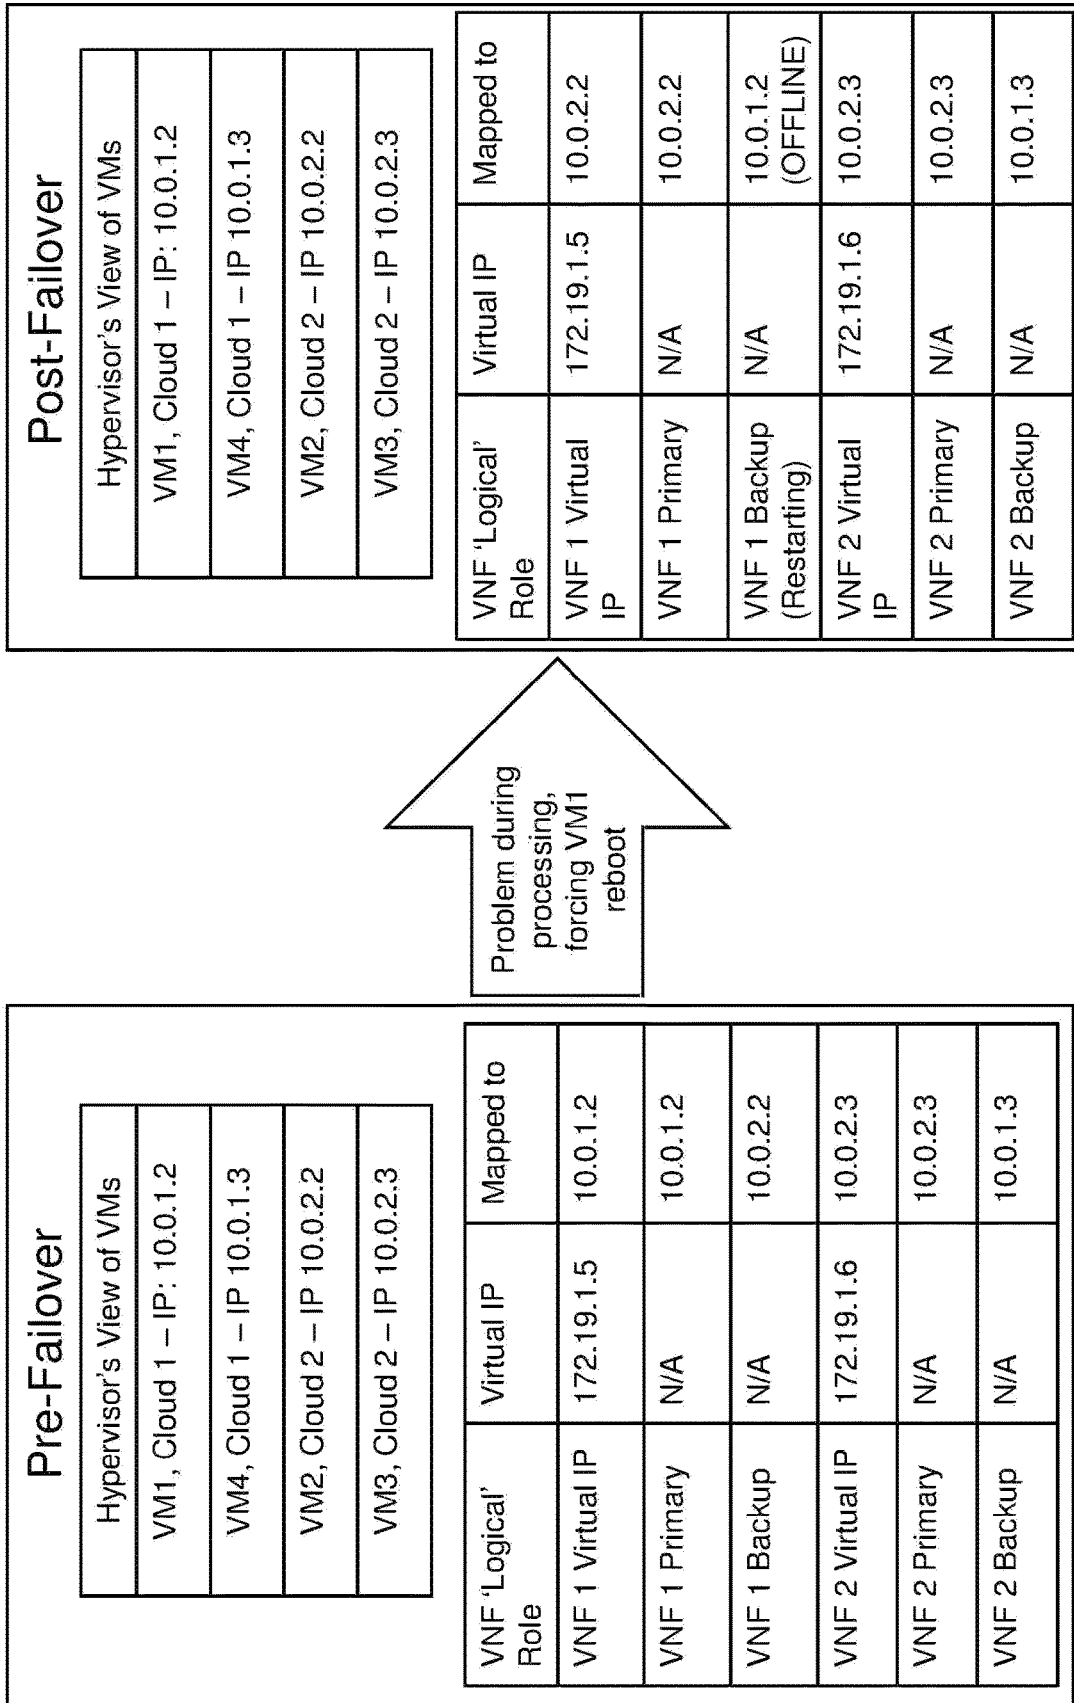 Pre-Failover
Hypervisor's View of VMs
VM1, Cloud 1 – IP: 10.0.1.2
VM4, Cloud 1 – IP 10.0.1.3
VM2, Cloud 2 – IP 10.0.2.2
VM3, Cloud 2 – IP 10.0.2.3
VNF 'Logical' Role Virtual IP Mapped to
VNF 1 Virtual IP 172.19.1.5 10.0.1.2
VNF 1 Primary N/A 10.0.1.2
VNF 1 Backup N/A 10.0.2.2
VNF 2 Virtual IP 172.19.1.6 10.0.2.3
VNF 2 Primary N/A 10.0.2.3
VNF 2 Backup N/A 10.0.1.3
Problem during
processing,
forcing VM1
reboot
Post-Failover
Hypervisor's View of VMs
VM1, Cloud 1 – IP: 10.0.1.2
VM4, Cloud 1 – IP 10.0.1.3
VM2, Cloud 2 – IP 10.0.2.2
VM3, Cloud 2 – IP 10.0.2.3
VNF 'Logical' Role Virtual IP Mapped to
VNF 1 Virtual IP 172.19.1.5 10.0.2.2
VNF 1 Primary N/A 10.0.2.2
VNF 1 Backup (Restarting) N/A 10.0.1.2 (OFFLINE)
VNF 2 Virtual IP 172.19.1.6 10.0.2.3
VNF 2 Primary N/A 10.0.2.3
VNF 2 Backup N/A 10.0.1.3